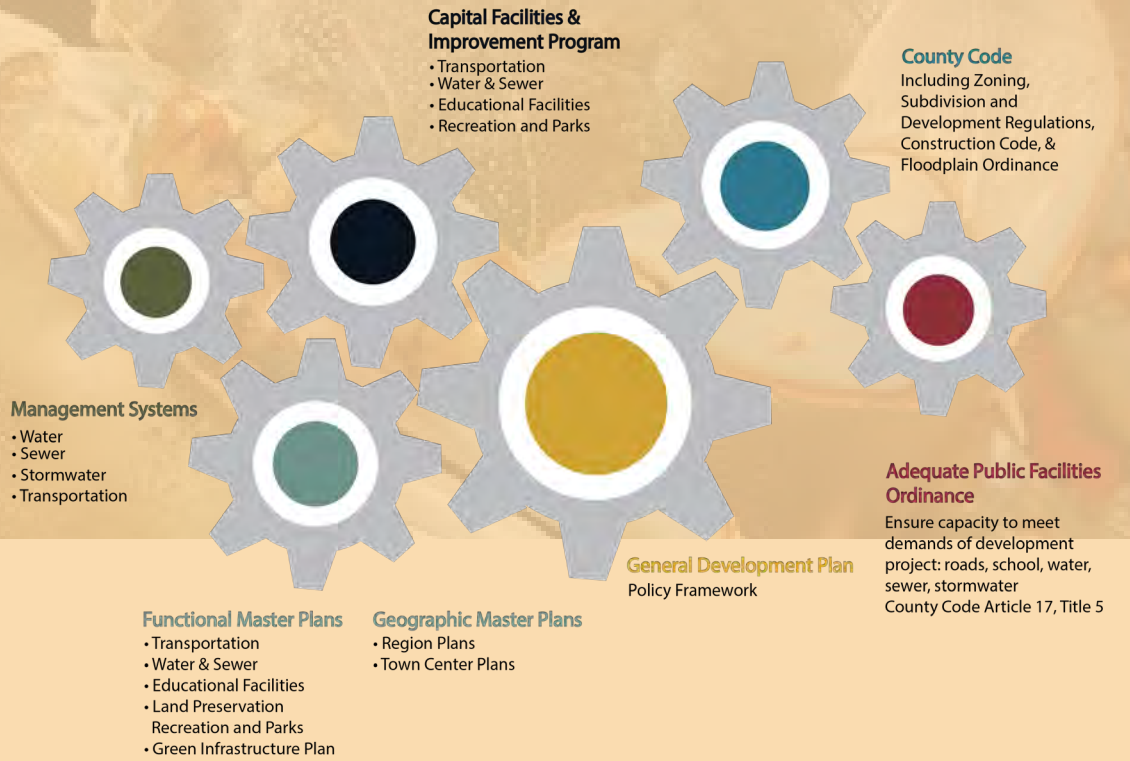 Capital Facilities &
Improvement Program
• Transportation
• Water & Sewer
• Educational Facilities
• Recreation and Parks
County Code
Including Zoning,
Subdivision and
Development Regulations,
Construction Code, &
Floodplain Ordinance
Management Systems
• Water
• Sewer
• Stormwater
• Transportation
Adequate Public Facilities
Ordinance
Ensure capacity to meet
demands of development
project: roads, school, water,
sewer, stormwater
County Code Article 17, Title 5
General Development Plan
Policy Framework
Functional Master Plans
• Transportation
• Water & Sewer
• Educational Facilities
• Land Preservation
Recreation and Parks
• Green Infrastructure Plan
Geographic Master Plans
• Region Plans
• Town Center Plans